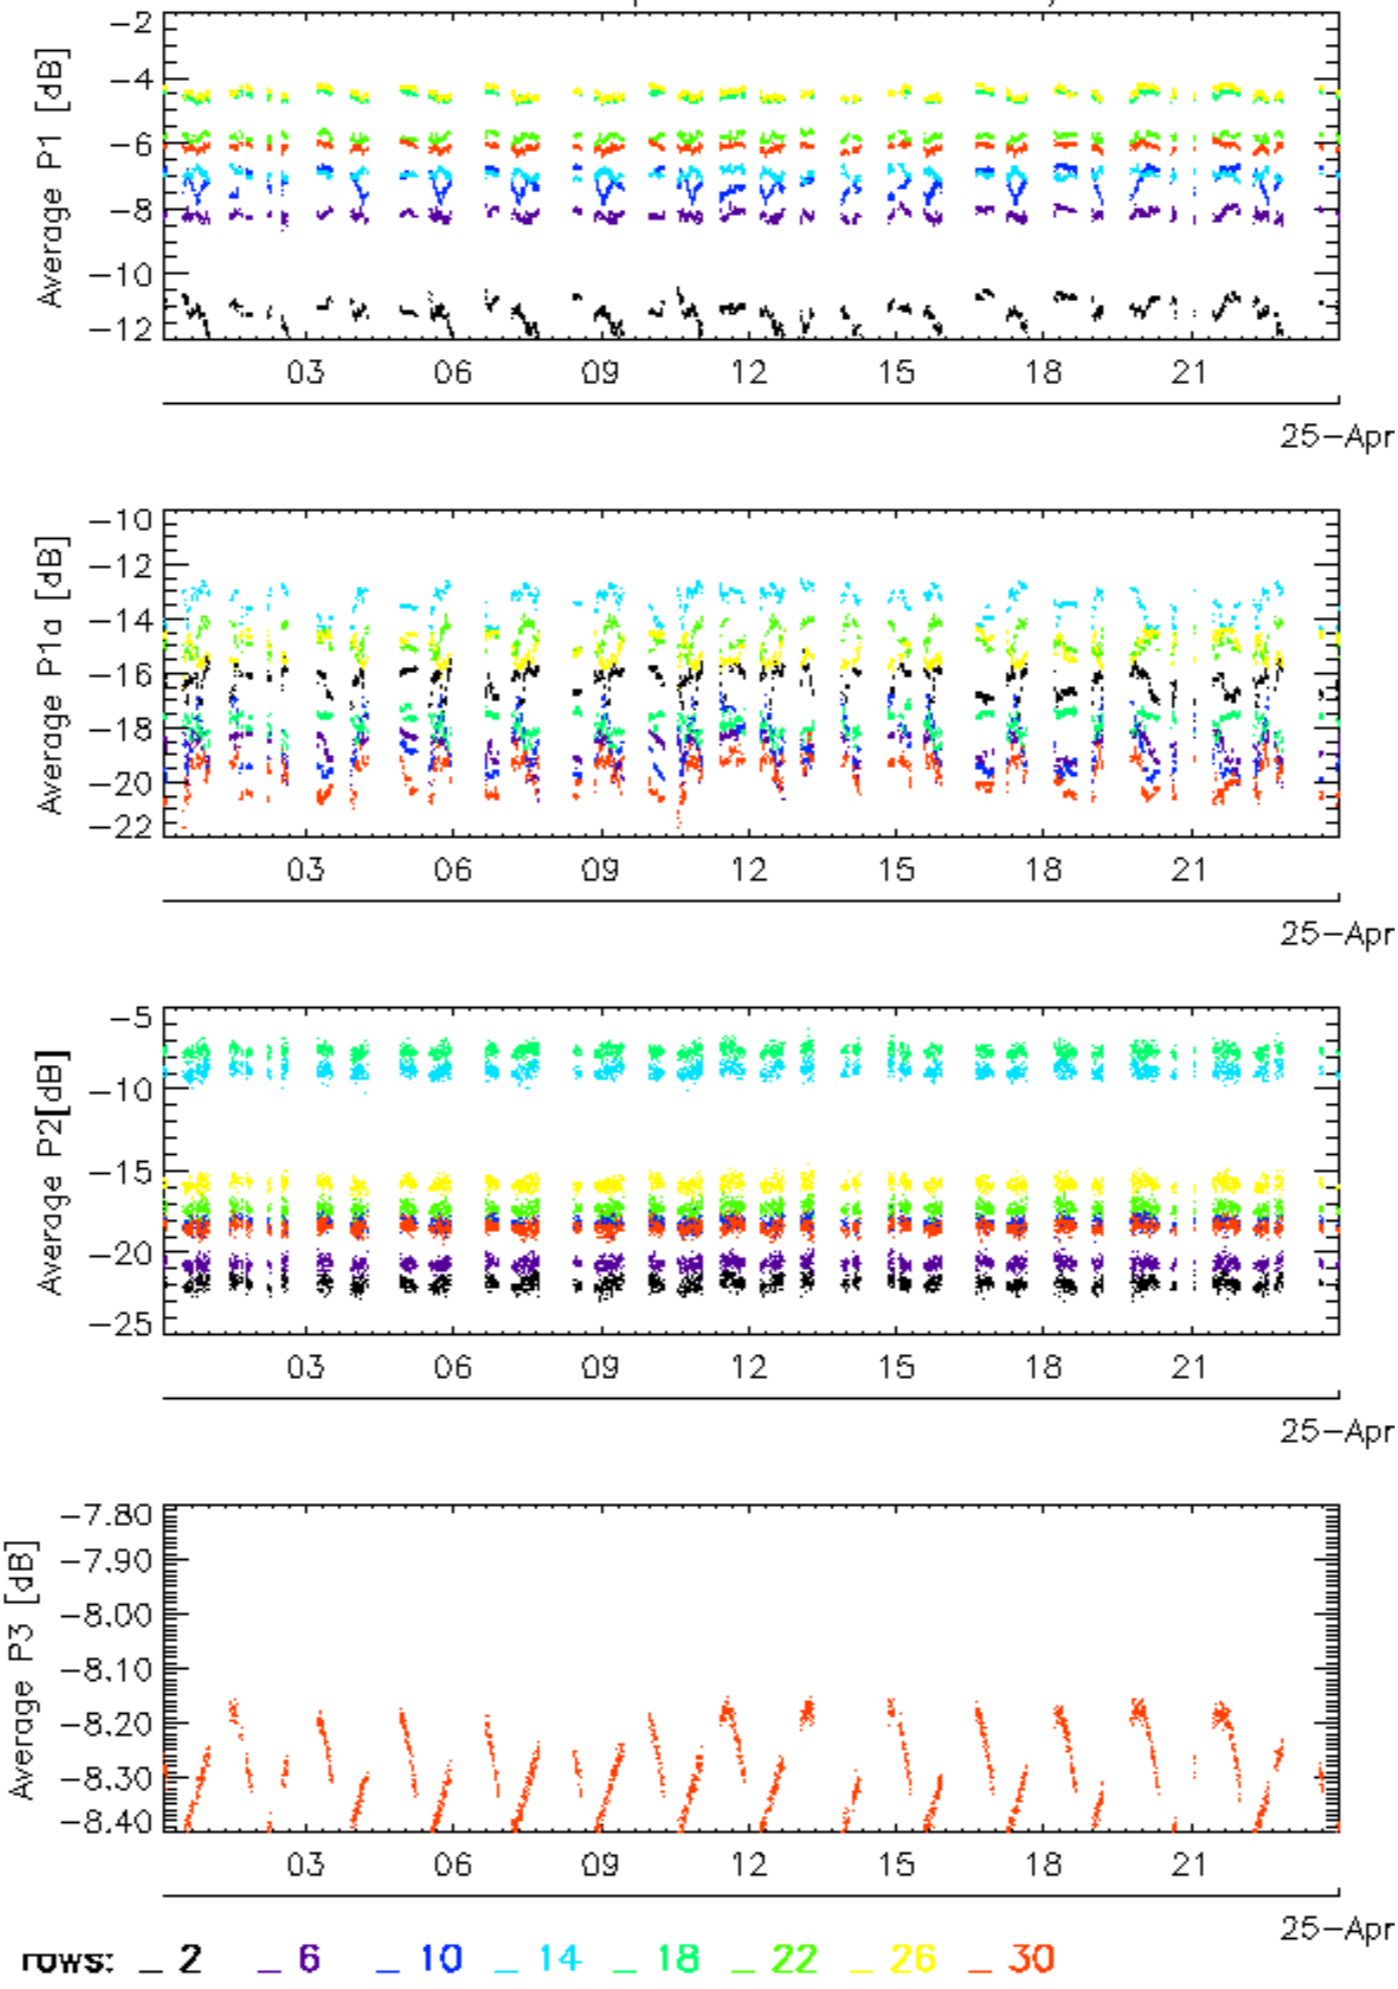 Average P1 [dB]
−2
−4
−6
−8
−10
−12
03 06 09 12 15 18 21
25−Apr
Average P1a [dB]
−10
−12
−14
−16
−18
−20
−22
03 06 09 12 15 18 21
25−Apr
Average P2[dB]
−5
−10
−15
−20
−25
03 06 09 12 15 18 21
25−Apr
Average P3 [dB]
−7.80
−7.90
−8.00
−8.10
−8.20
−8.30
−8.40
03 06 09 12 15 18 21
25−Apr
rows: _ 2 _ 6 _ 10 _ 14 _ 18 _ 22 _ 26 _ 30